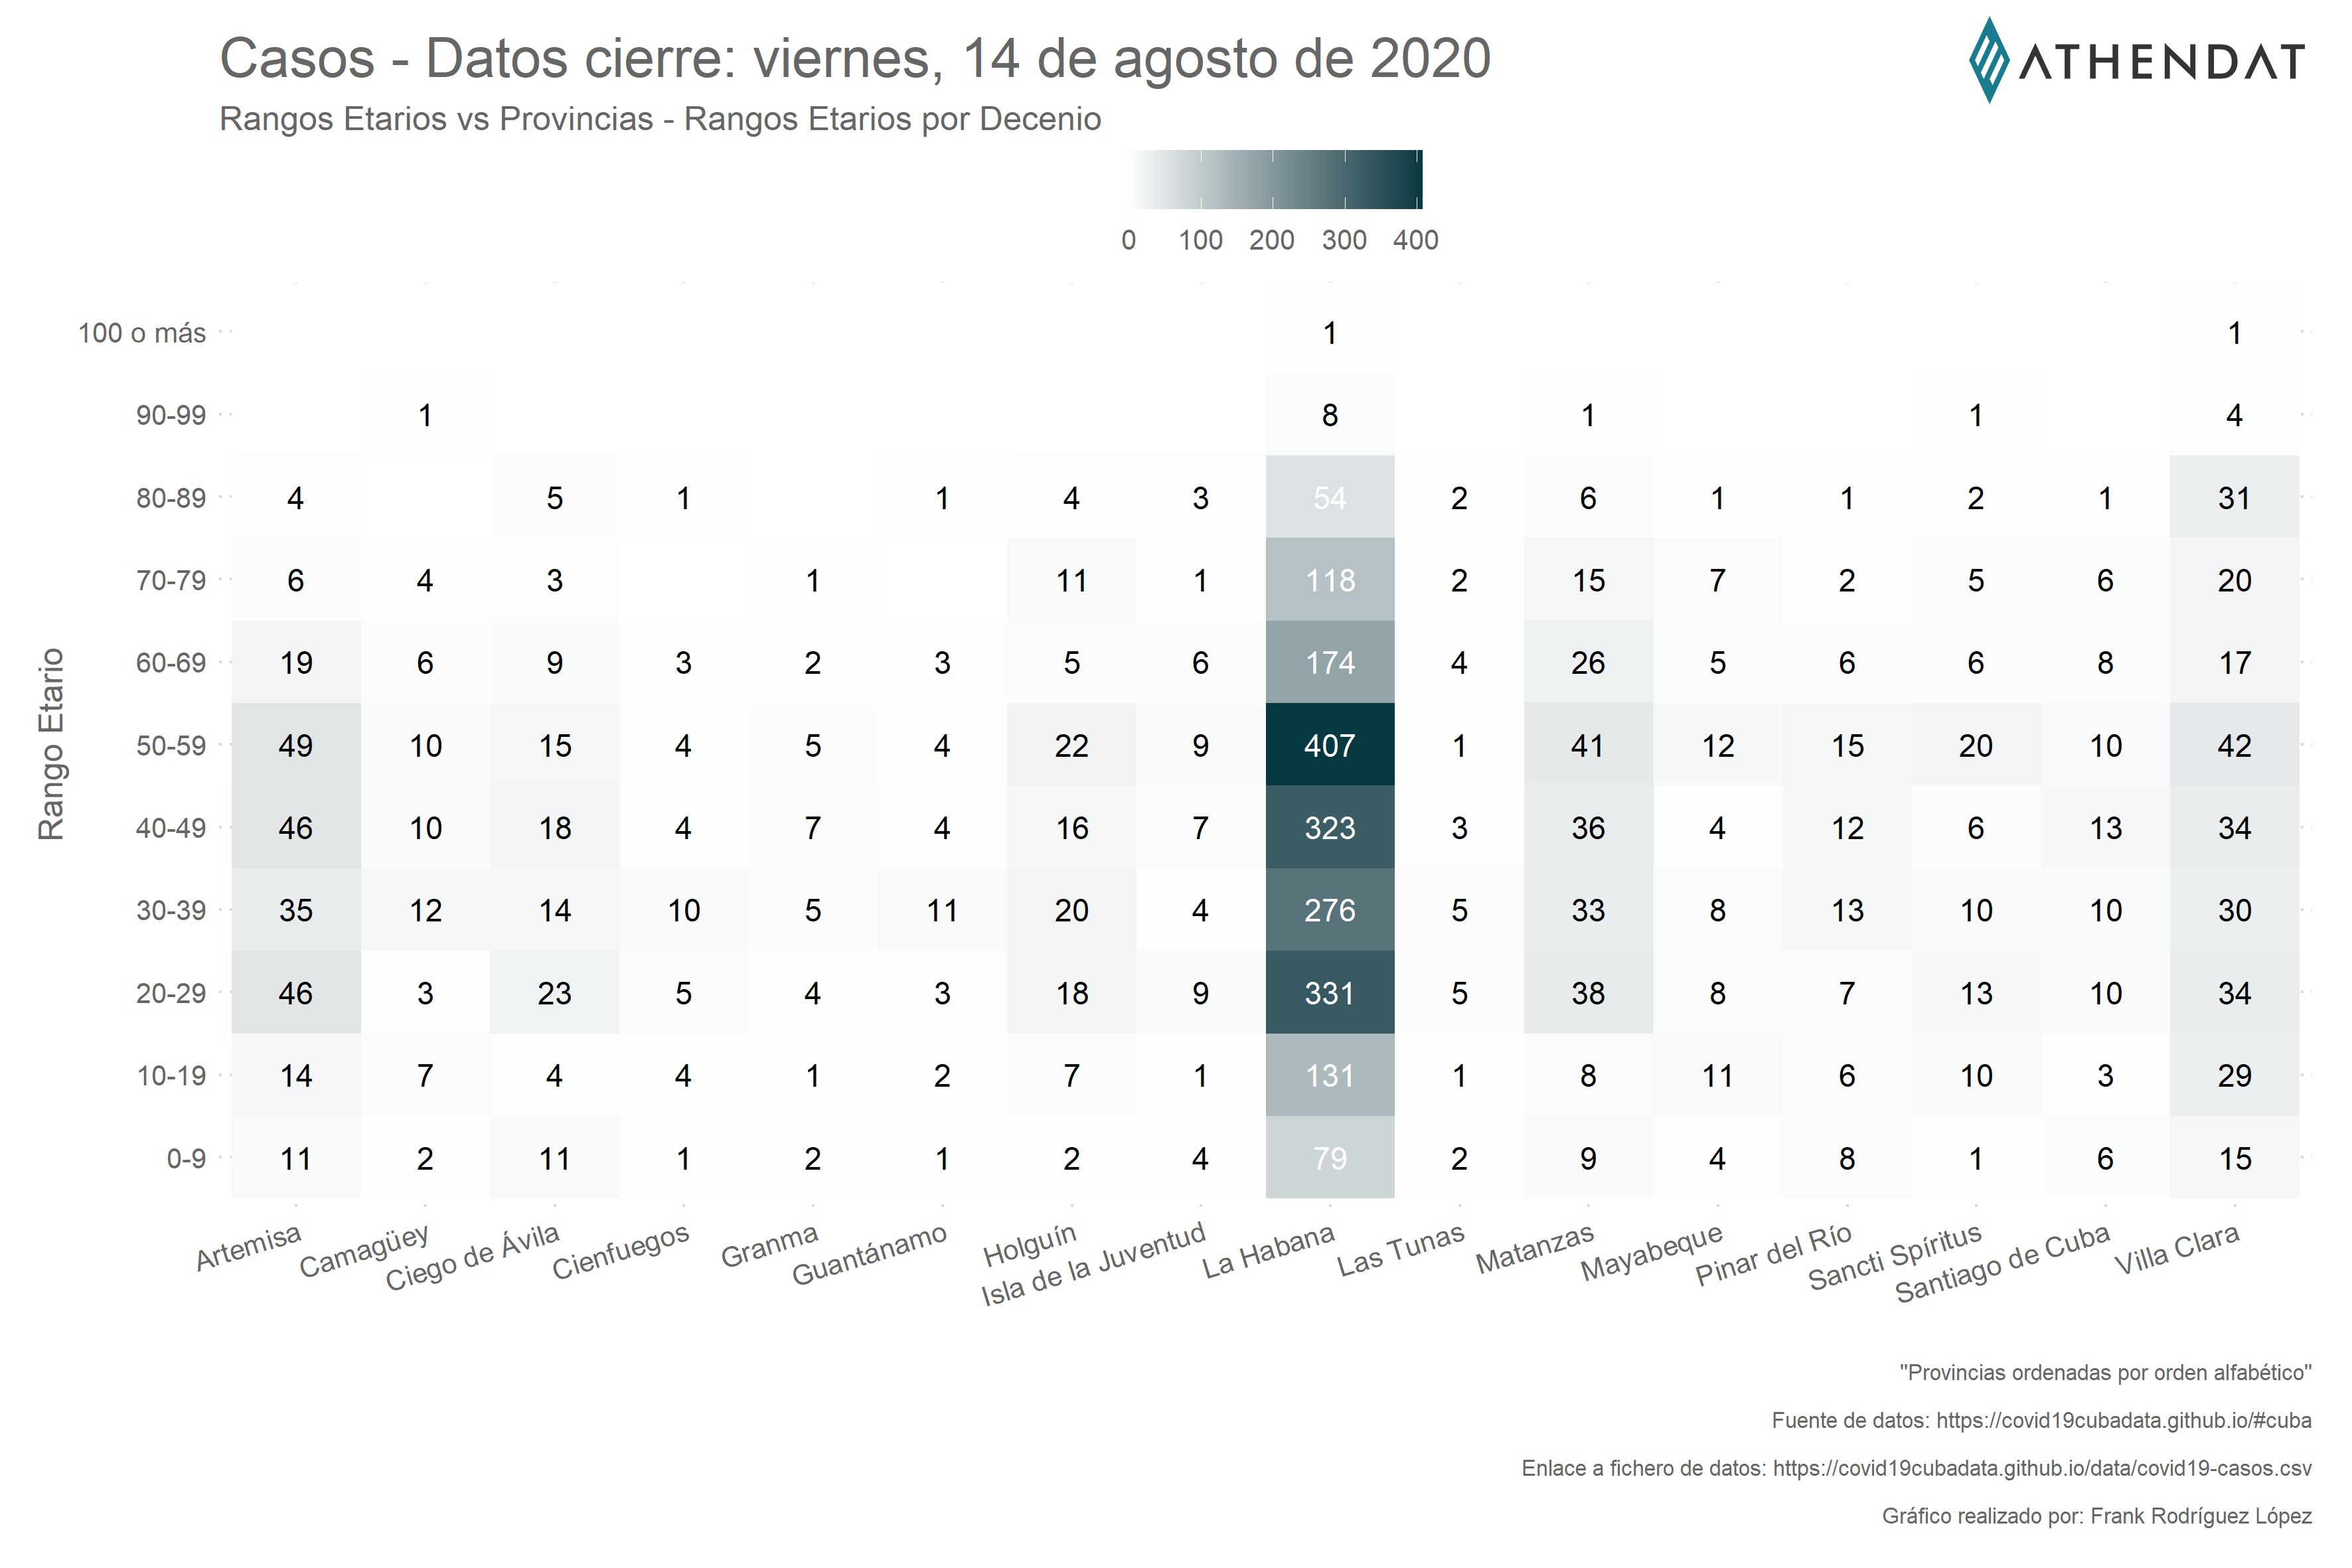 Casos - Datos cierre: viernes, 14 de agosto de 2020
ATHENDAT
Rangos Etarios vs Provincias - Rangos Etarios por Decenio
0 100 200 300 400
Rango Etario
100 o más 1 1
90-99 1 8 1 1 4
80-89 4 5 1 1 4 3 54 2 6 1 1 2 1 31
70-79 6 4 3 1 11 1 118 2 15 7 2 5 6 20
60-69 19 6 9 3 2 3 5 6 174 4 26 5 6 6 8 17
50-59 49 10 15 4 5 4 22 9 407 1 41 12 15 20 10 42
40-49 46 10 18 4 7 4 16 7 323 3 36 4 12 6 13 34
30-39 35 12 14 10 5 11 20 4 276 5 33 8 13 10 10 30
20-29 46 3 23 5 4 3 18 9 331 5 38 8 7 13 10 34
10-19 14 7 4 4 1 2 7 1 131 1 8 11 6 10 3 29
0-9 11 2 11 1 2 1 2 4 79 2 9 4 8 1 6 15
Artemisa Camagüey Ciego de Ávila Cienfuegos Granma Guantánamo Holguín Isla de la Juventud La Habana Las Tunas Matanzas Mayabeque Pinar del Río Sancti Spíritus Santiago de Cuba Villa Clara
"Provincias ordenadas por orden alfabético"
Fuente de datos: https://covid19cubadata.github.io/#cuba
Enlace a fichero de datos: https://covid19cubadata.github.io/data/covid19-casos.csv
Gráfico realizado por: Frank Rodríguez López